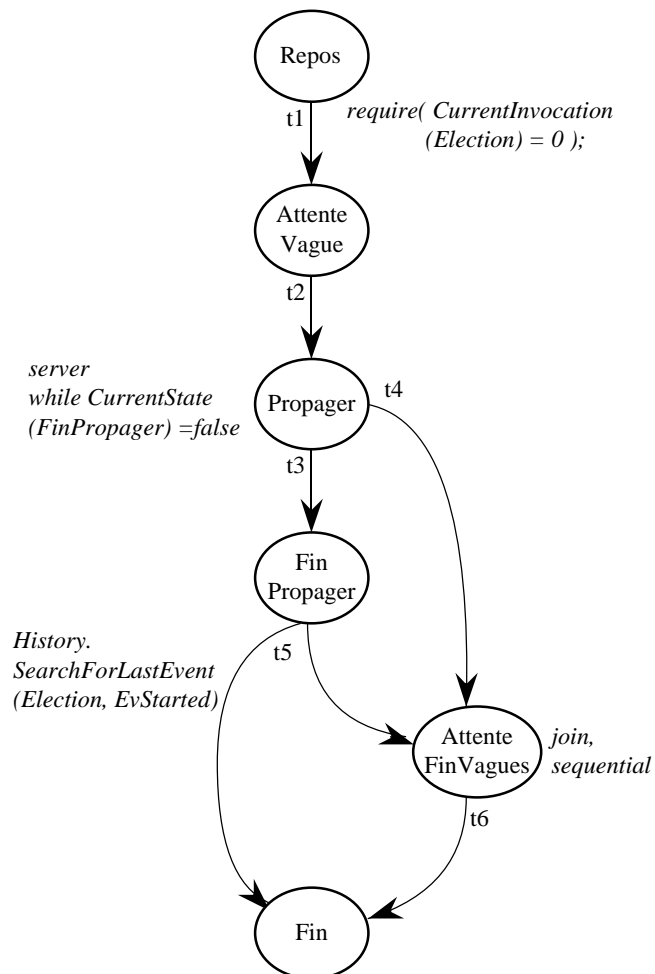 Repos
t1
require( CurrentInvocation
(Election) = 0 );
Attente
Vague
t2
server
while CurrentState
(FinPropager) =false
Propager
t4
t3
Fin
Propager
History.
SearchForLastEvent
(Election, EvStarted)
t5
Attente
FinVagues
join,
sequential
t6
Fin